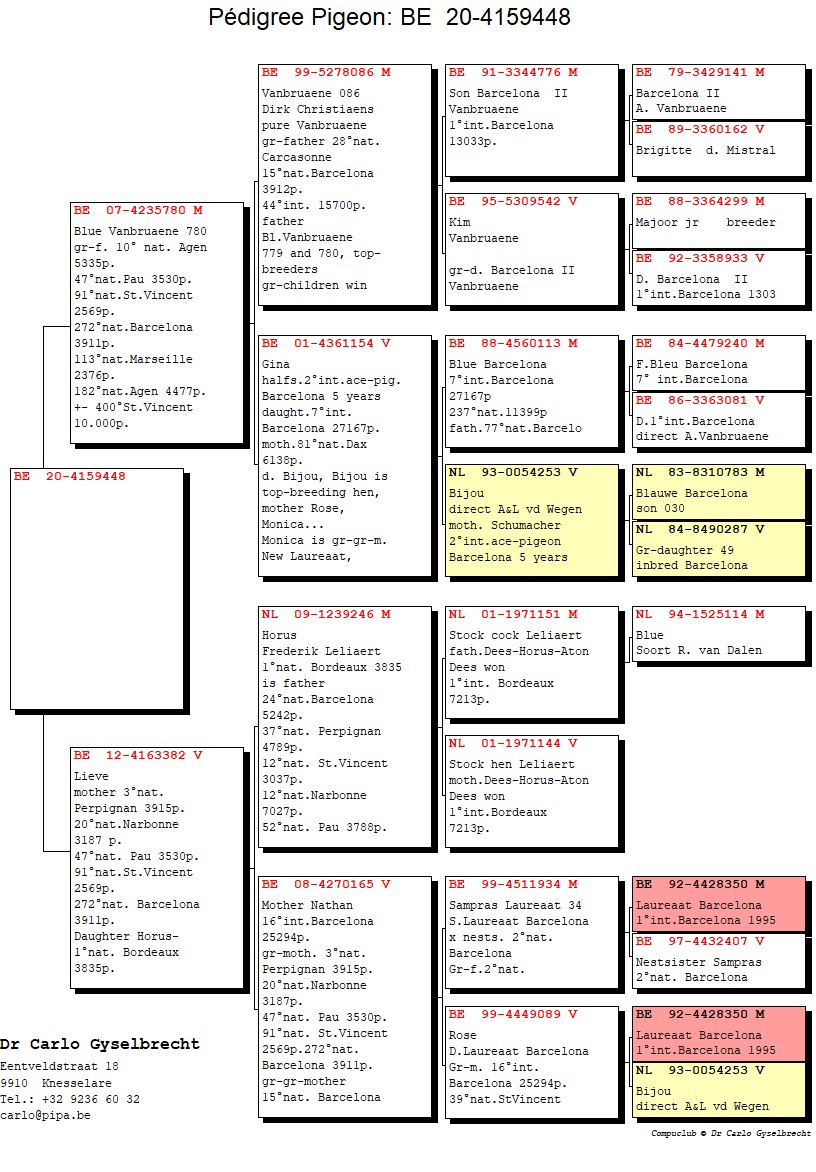 Pédigree Pigeon: BE  20-4159448
BE  20-4159448
BE  07-4235780 M
Blue Vanbruaene 780
gr-f. 10° nat. Agen
5335p.
47°nat.Pau 3530p.
91°nat.St.Vincent
2569p.
272°nat.Barcelona
3911p.
113°nat.Marseille
2376p.
182°nat.Agen 4477p.
+- 400°St.Vincent
10.000p.
BE  12-4163382 V
Lieve
mother 3°nat.
Perpignan 3915p.
20°nat.Narbonne
3187 p.
47°nat. Pau 3530p.
91°nat.St.Vincent
2569p.
272°nat. Barcelona
3911p.
Daughter Horus-
1°nat. Bordeaux
3835p.
BE  99-5278086 M
Vanbruaene 086
Dirk Christiaens
pure Vanbruaene
gr-father 28°nat.
Carcasonne
15°nat.Barcelona
3912p.
44°int. 15700p.
father
Bl.Vanbruaene
779 and 780, top-
breeders
gr-children win
BE  01-4361154 V
Gina
halfs.2°int.ace-pig.
Barcelona 5 years
daught.7°int.
Barcelona 27167p.
moth.81°nat.Dax
6138p.
d. Bijou, Bijou is
top-breeding hen,
mother Rose,
Monica...
Monica is gr-gr-m.
New Laureaat,
NL  09-1239246 M
Horus
Frederik Leliaert
1°nat. Bordeaux 3835
is father
24°nat.Barcelona
5242p.
37°nat. Perpignan
4789p.
12°nat. St.Vincent
3037p.
12°nat.Narbonne
7027p.
52°nat. Pau 3788p.
BE  08-4270165 V
Mother Nathan
16°int.Barcelona
25294p.
gr-moth. 3°nat.
Perpignan 3915p.
20°nat.Narbonne
3187p.
47°nat. Pau 3530p.
91°nat. St.Vincent
2569p.272°nat.
Barcelona 3911p.
gr-gr-mother
15°nat. Barcelona
BE  91-3344776 M
Son Barcelona  II
Vanbruaene
1°int.Barcelona
13033p.
BE  95-5309542 V
Kim
Vanbruaene
gr-d. Barcelona II
Vanbruaene
BE  88-4560113 M
Blue Barcelona
7°int.Barcelona
27167p
237°nat.11399p
fath.77°nat.Barcelo
NL  93-0054253 V
Bijou
direct A&L vd Wegen
moth. Schumacher
2°int.ace-pigeon
Barcelona 5 years
NL  01-1971151 M
Stock cock Leliaert
fath.Dees-Horus-Aton
Dees won
1°int. Bordeaux
7213p.
NL  01-1971144 V
Stock hen Leliaert
moth.Dees-Horus-Aton
Dees won
1°int.Bordeaux
7213p.
BE  99-4511934 M
Sampras Laureaat 34
S.Laureaat Barcelona
x nests. 2°nat.
Barcelona
Gr-f.2°nat.
BE  99-4449089 V
Rose
D.Laureaat Barcelona
Gr-m. 16°int.
Barcelona 25294p.
39°nat.StVincent
BE  79-3429141 M
Barcelona II
A. Vanbruaene
BE  89-3360162 V
Brigitte  d. Mistral
BE  88-3364299 M
Majoor jr    breeder
BE  92-3358933 V
D. Barcelona  II
1°int.Barcelona 1303
BE  84-4479240 M
F.Bleu Barcelona
7° int.Barcelona
BE  86-3363081 V
D.1°int.Barcelona
direct A.Vanbruaene
NL  83-8310783 M
Blauwe Barcelona
son 030
NL  84-8490287 V
Gr-daughter 49
inbred Barcelona
NL  94-1525114 M
Blue
Soort R. van Dalen
BE  92-4428350 M
Laureaat Barcelona
1°int.Barcelona 1995
BE  97-4432407 V
Nestsister Sampras
2°nat. Barcelona
BE  92-4428350 M
Laureaat Barcelona
1°int.Barcelona 1995
NL  93-0054253 V
Bijou
direct A&L vd Wegen
Dr Carlo Gyselbrecht
Eentveldstraat 18
9910  Knesselare
Tel.: +32 9236 60 32
carlo@pipa.be
Compuclub © Dr Carlo Gyselbrecht